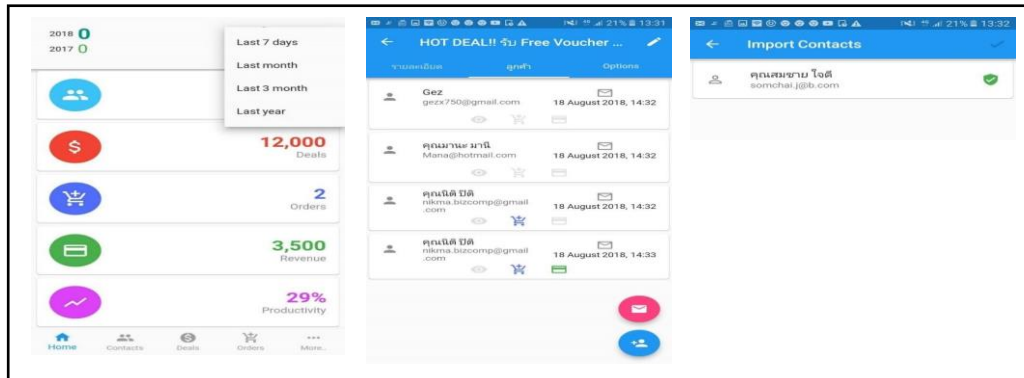 2018 0
2017 0
Last 7 days
Last month
Last 3 month
Last year
12,000
Deals
2
Orders
3,500
Revenue
29%
Productivity
Home
Contacts
Deals
Orders
More..
21% 13:31
HOT DEAL!! รับ Free Voucher ...
รายละเอียด
ลูกค้า
Options
Gez
gezx750@gmail.com
18 August 2018, 14:32
คุณมานะ มานิ
Mana@hotmail.com
18 August 2018, 14:32
คุณนิติ ปิติ
nikma.bizcomp@gmail
.com
18 August 2018, 14:32
คุณนิติ ปิติ
nikma.bizcomp@gmail
.com
18 August 2018, 14:33
21% 13:32
Import Contacts
คุณสมชาย ใจดี
somchai.j@b.com